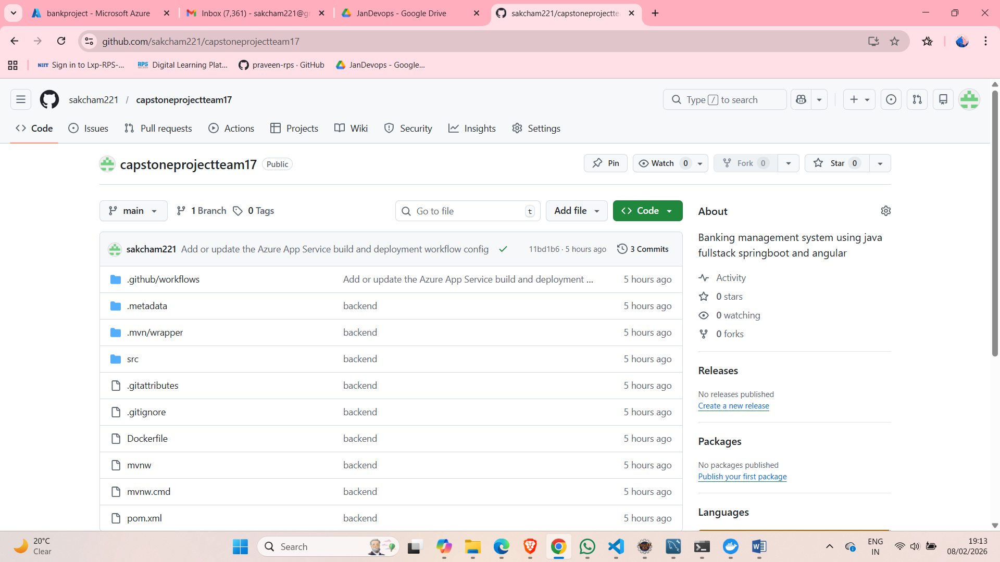 bankproject - Microsoft Azure
Inbox (7,361) - sakcham221@g
JanDevops - Google Drive
sakcham221/capstoneprojectte
github.com/sakcham221/capstoneprojectteam17
NIIT Sign in to Lxp-RPS-...
RPS Digital Learning Plat...
praveen-rps · GitHub
JanDevops - Google...
sakcham221 / capstoneprojectteam17
Type / to search
Code
Issues
Pull requests
Actions
Projects
Wiki
Security
Insights
Settings
capstoneprojectteam17 Public
Pin
Watch 0
Fork 0
Star 0
main
1 Branch
0 Tags
Go to file t
Add file
Code
sakcham221 Add or update the Azure App Service build and deployment workflow config 11bd1b6 · 5 hours ago 3 Commits
.github/workflows Add or update the Azure App Service build and deployment ... 5 hours ago
.metadata backend 5 hours ago
.mvn/wrapper backend 5 hours ago
src backend 5 hours ago
.gitattributes backend 5 hours ago
.gitignore backend 5 hours ago
Dockerfile backend 5 hours ago
mvnw backend 5 hours ago
mvnw.cmd backend 5 hours ago
pom.xml backend 5 hours ago
About
Banking management system using java
fullstack springboot and angular
Activity
0 stars
0 watching
0 forks
Releases
No releases published
Create a new release
Packages
No packages published
Publish your first package
Languages
20°C
Clear
Search
ENG
IN
19:13
08/02/2026